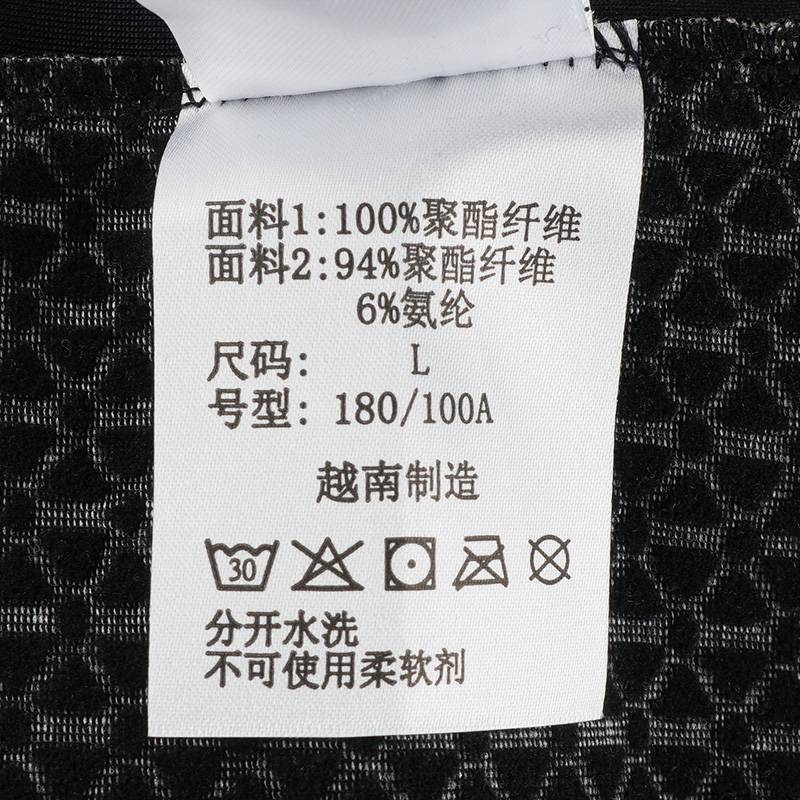 面料1:100%聚酯纤维
面料2:94%聚酯纤维
6%氨纶
尺码: L
号型: 180/100A
越南制造
30
分开水洗
不可使用柔软剂